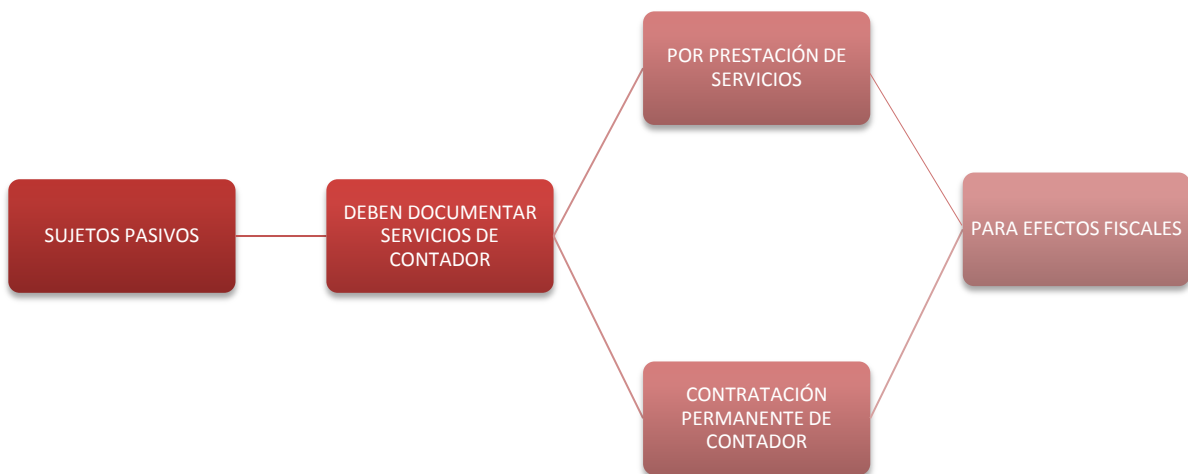 SUJETOS PASIVOS
DEBEN DOCUMENTAR
SERVICIOS DE
CONTADOR
POR PRESTACIÓN DE
SERVICIOS
CONTRATACIÓN
PERMANENTE DE
CONTADOR
PARA EFECTOS FISCALES